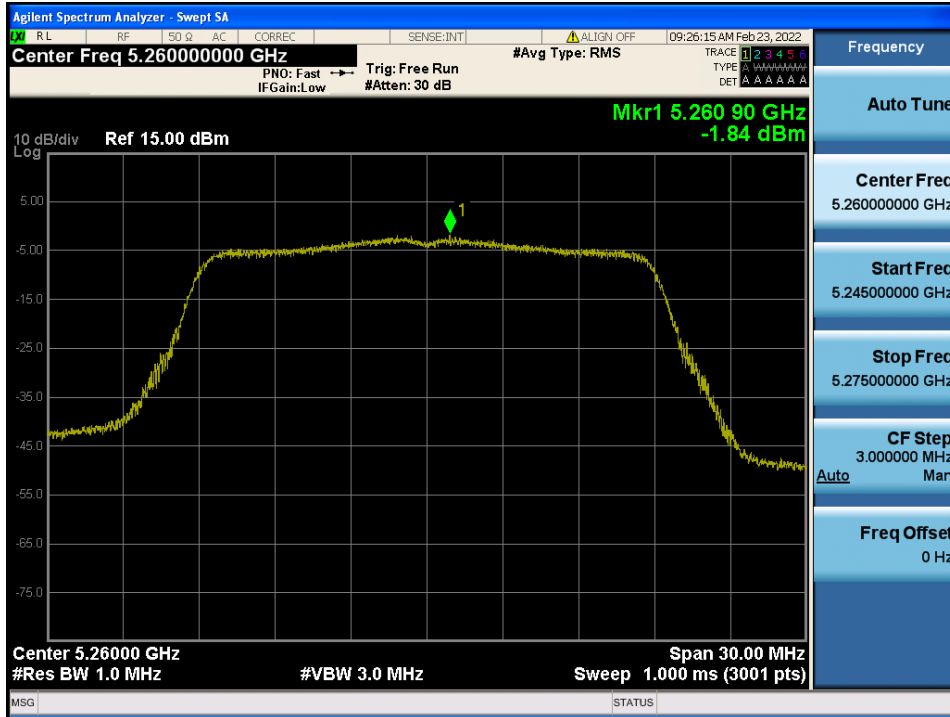 Agilent Spectrum Analyzer - Swept SA
LXI RL RF 50 Ω AC CORREC SENSE:INT ALIGN OFF 09:26:15 AM Feb 23, 2022
Center Freq 5.260000000 GHz
PNO: Fast
IFGain:Low
Trig: Free Run
#Atten: 30 dB
#Avg Type: RMS
TRACE 1 2 3 4 5 6
TYPE A WWWWW
DET A A A A A A
Mkr1 5.260 90 GHz
-1.84 dBm
10 dB/div Ref 15.00 dBm
Log
1
5.00
-5.00
-15.0
-25.0
-35.0
-45.0
-55.0
-65.0
-75.0
Center 5.26000 GHz Span 30.00 MHz
#Res BW 1.0 MHz #VBW 3.0 MHz Sweep 1.000 ms (3001 pts)
MSG STATUS
Frequency
Auto Tune
Center Freq
5.260000000 GHz
Start Freq
5.245000000 GHz
Stop Freq
5.275000000 GHz
CF Step
3.000000 MHz
Auto Man
Freq Offset
0 Hz